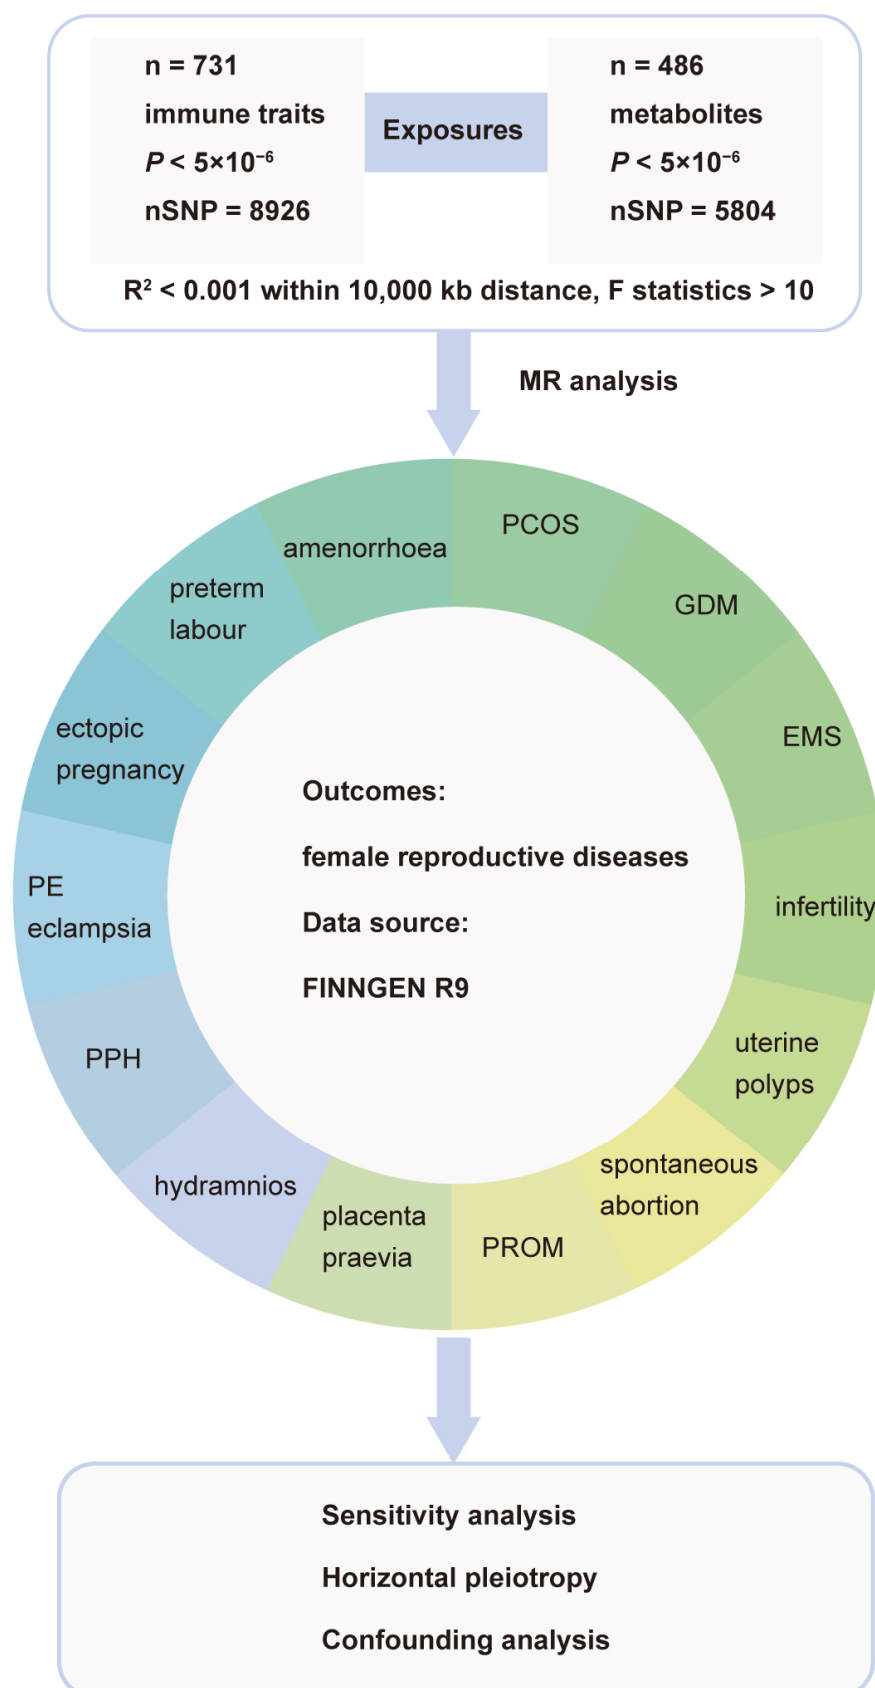 n = 731
immune traits
P < 5×10⁻⁶
nSNP = 8926
Exposures
n = 486
metabolites
P < 5×10⁻⁶
nSNP = 5804
R² < 0.001 within 10,000 kb distance, F statistics > 10
MR analysis
amenorrhoea
PCOS
GDM
EMS
infertility
uterine
polyps
spontaneous
abortion
PROM
placenta
praevia
hydramnios
PPH
PE
eclampsia
ectopic
pregnancy
preterm
labour
Outcomes:
female reproductive diseases
Data source:
FINNGEN R9
Sensitivity analysis
Horizontal pleiotropy
Confounding analysis